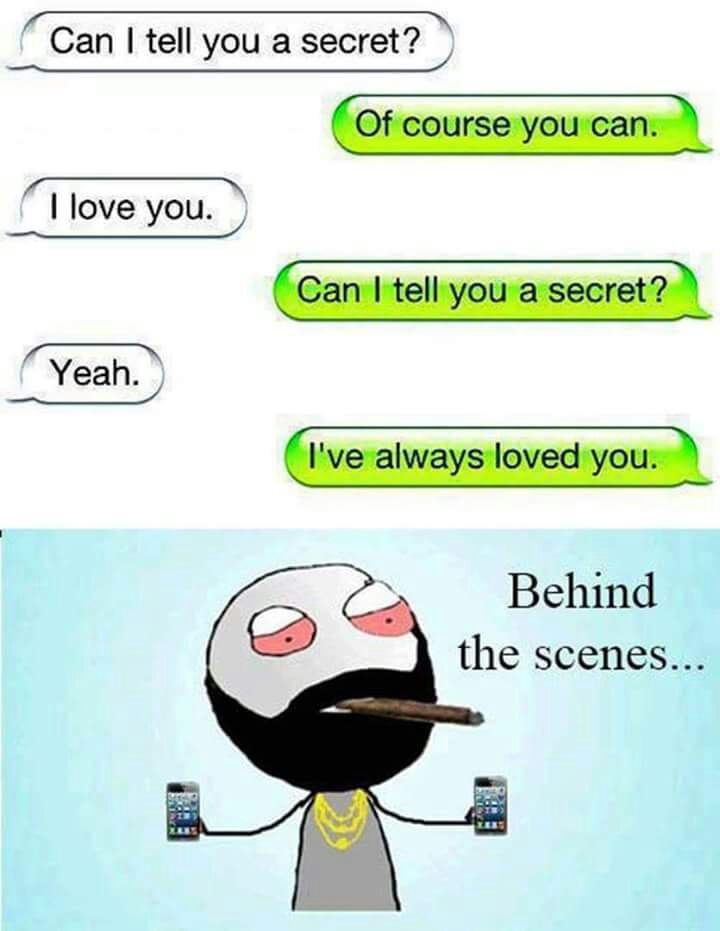 Can I tell you a secret?
Of course you can.
I love you.
Can I tell you a secret?
Yeah.
I've always loved you.
Behind
the scenes...